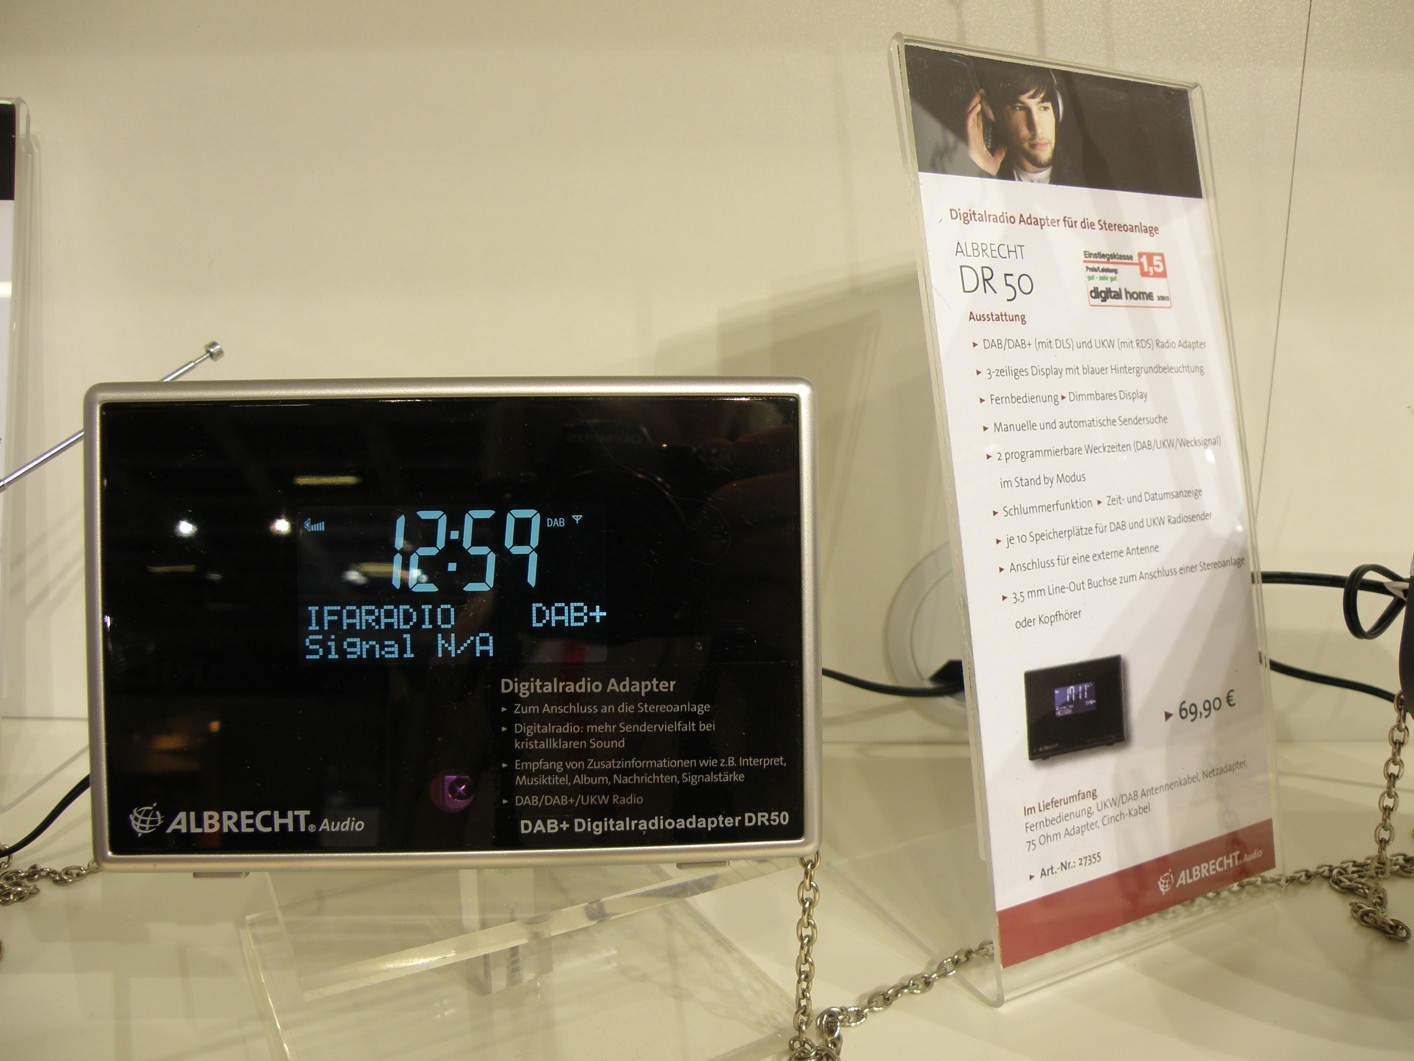 12:59 DAB
IFARADIO DAB+
Signal N/A
Digitalradio Adapter
▸ Zum Anschluss an die Stereoanlage
▸ Digitalradio: mehr Sendervielfalt bei
kristallklaren Sound
▸ Empfang von Zusatzinformationen wie z.B. Interpret,
Musiktitel, Album, Nachrichten, Signalstärke
▸ DAB/DAB+/UKW Radio
ALBRECHT® Audio
DAB+ Digitalradioadapter DR50
Digitalradio Adapter für die Stereoanlage
ALBRECHT
DR 50
Einstiegsklasse 1,5
Preis/Leistung:
gut - sehr gut
digital home
Ausstattung
▸ DAB/DAB+ (mit DLS) und UKW (mit RDS) Radio Adapter
▸ 3-zeiliges Display mit blauer Hintergrundbeleuchtung
▸ Fernbedienung ▸ Dimmbares Display
▸ Manuelle und automatische Sendersuche
▸ 2 programmierbare Weckzeiten (DAB/UKW/Wecksignal)
im Stand by Modus
▸ Schlummerfunktion ▸ Zeit- und Datumsanzeige
▸ je 10 Speicherplätze für DAB und UKW Radiosender
▸ Anschluss für eine externe Antenne
▸ 3,5 mm Line-Out Buchse zum Anschluss einer Stereoanlage
oder Kopfhörer
▸ 69,90 €
Im Lieferumfang
Fernbedienung, UKW/DAB Antennenkabel, Netzadapter,
75 Ohm Adapter, Cinch-Kabel
▸ Art.-Nr.: 27355
ALBRECHT® Audio